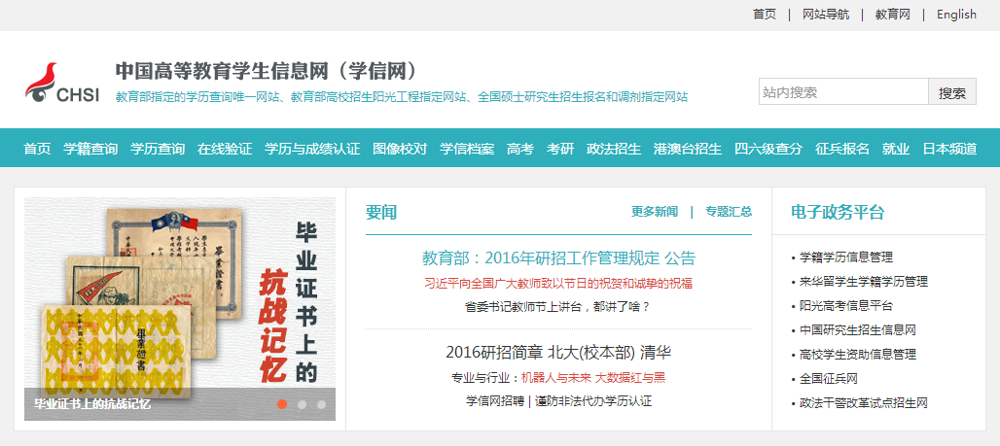 首页 | 网站导航 | 教育网 | English
中国高等教育学生信息网（学信网）
CHSI
教育部指定的学历查询唯一网站、教育部高校招生阳光工程指定网站、全国硕士研究生招生报名和调剂指定网站
站内搜索 搜索
首页 学籍查询 学历查询 在线验证 学历与成绩认证 图像校对 学信档案 高考 考研 政法招生 港澳台招生 四六级查分 征兵报名 就业 日本频道
毕业证书上的
抗战记忆
畢業證書
畢業證書
毕业证书上的抗战记忆
要闻 更多新闻 | 专题汇总
教育部：2016年研招工作管理规定 公告
习近平向全国广大教师致以节日的祝贺和诚挚的祝福
省委书记教师节上讲台，都讲了啥？
2016研招简章 北大(校本部) 清华
专业与行业：机器人与未来 大数据红与黑
学信网招聘 | 谨防非法代办学历认证
电子政务平台
• 学籍学历信息管理
• 来华留学生学籍学历管理
• 阳光高考信息平台
• 中国研究生招生信息网
• 高校学生资助信息管理
• 全国征兵网
• 政法干警改革试点招生网